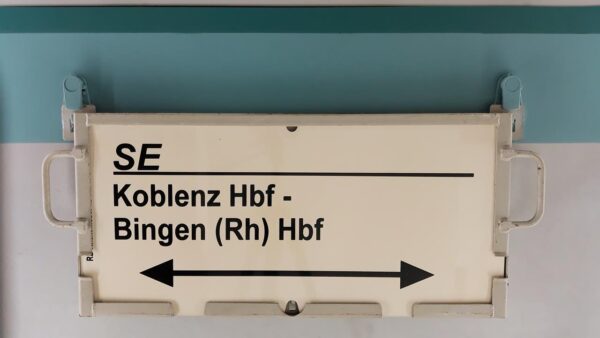 SE
Koblenz Hbf -
Bingen (Rh) Hbf